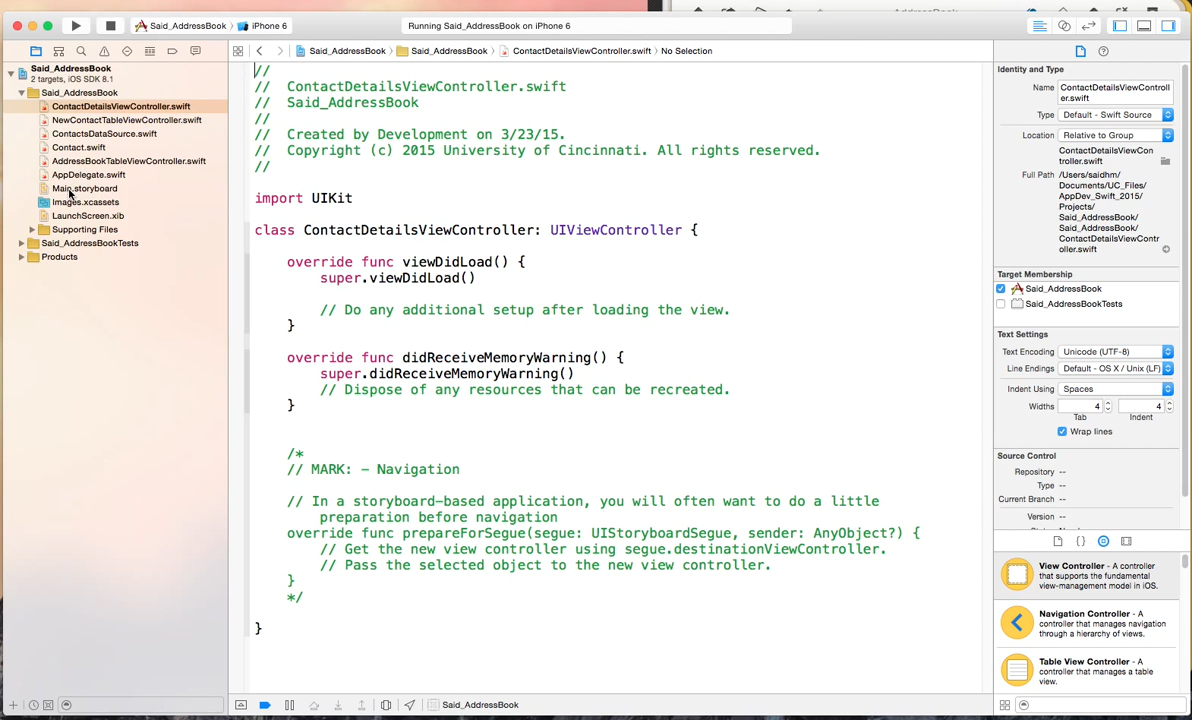 Said_AddressBook › iPhone 6
Running Said_AddressBook on iPhone 6
Said_AddressBook › Said_AddressBook › ContactDetailsViewController.swift › No Selection
Said_AddressBook
2 targets, iOS SDK 8.1
Said_AddressBook
ContactDetailsViewController.swift
NewContactTableViewController.swift
ContactsDataSource.swift
Contact.swift
AddressBookTableViewController.swift
AppDelegate.swift
Main.storyboard
Images.xcassets
LaunchScreen.xib
Supporting Files
Said_AddressBookTests
Products
//
//  ContactDetailsViewController.swift
//  Said_AddressBook
//
//  Created by Development on 3/23/15.
//  Copyright (c) 2015 University of Cincinnati. All rights reserved.
//
import UIKit
class ContactDetailsViewController: UIViewController {
override func viewDidLoad() {
super.viewDidLoad()
// Do any additional setup after loading the view.
}
override func didReceiveMemoryWarning() {
super.didReceiveMemoryWarning()
// Dispose of any resources that can be recreated.
}
/*
// MARK: - Navigation
// In a storyboard-based application, you will often want to do a little
preparation before navigation
override func prepareForSegue(segue: UIStoryboardSegue, sender: AnyObject?) {
// Get the new view controller using segue.destinationViewController.
// Pass the selected object to the new view controller.
}
*/
}
Said_AddressBook
Identity and Type
Name ContactDetailsViewControll
er.swift
Type Default - Swift Source
Location Relative to Group
ContactDetailsViewCon
troller.swift
Full Path /Users/saidhm/
Documents/UC_Files/
AppDev_Swift_2015/
Projects/
Said_AddressBook/
Said_AddressBook/
ContactDetailsViewContr
oller.swift
Target Membership
Said_AddressBook
Said_AddressBookTests
Text Settings
Text Encoding Unicode (UTF-8)
Line Endings Default - OS X / Unix (LF)
Indent Using Spaces
Widths 4 4
Tab Indent
Wrap lines
Source Control
Repository --
Type --
Current Branch --
Version --
View Controller - A controller
that supports the fundamental
view-management model in iOS.
Navigation Controller - A
controller that manages navigation
through a hierarchy of views.
Table View Controller - A
controller that manages a table
view.